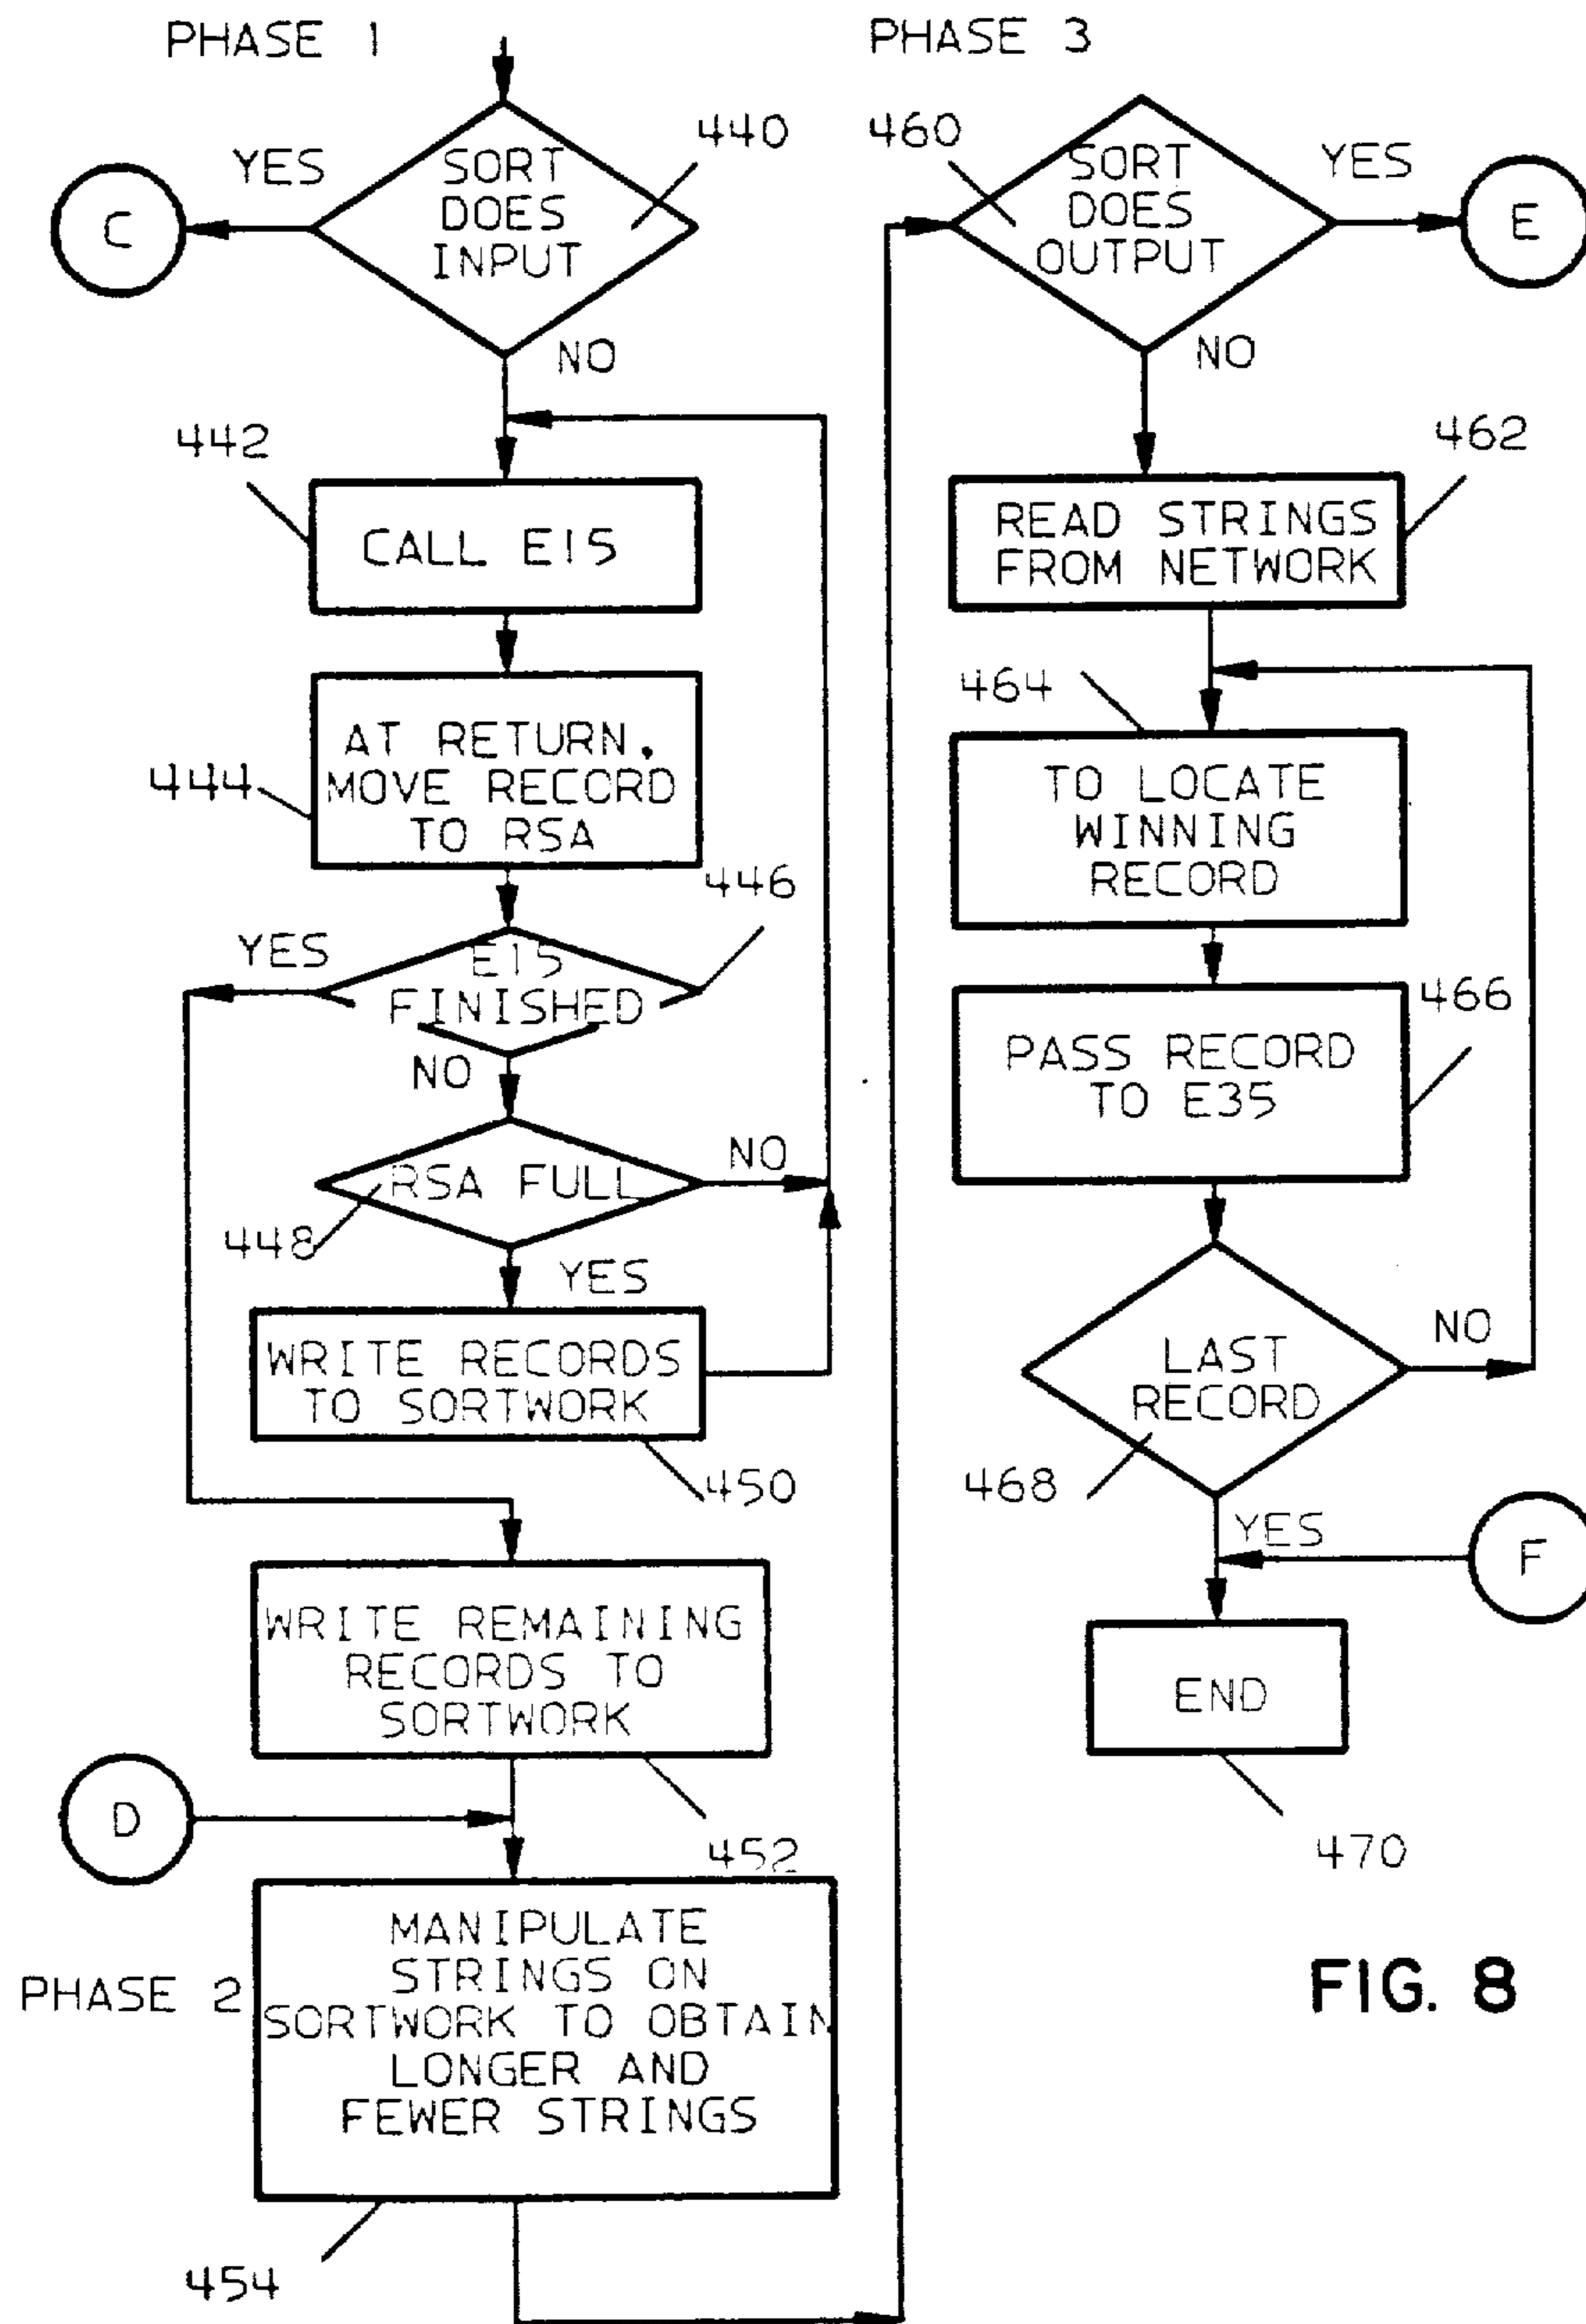 PHASE 1
YES
C
SORT
DOES
INPUT
440
NO
442
CALL E15
444
AT RETURN,
MOVE RECORD
TO RSA
446
YES
E15
FINISHED
NO
RSA FULL
NO
448
YES
WRITE RECORDS
TO SORTWORK
450
WRITE REMAINING
RECORDS TO
SORTWORK
D
452
PHASE 2
MANIPULATE
STRINGS ON
SORTWORK TO OBTAIN
LONGER AND
FEWER STRINGS
454
PHASE 3
460
SORT
DOES
OUTPUT
YES
E
NO
462
READ STRINGS
FROM NETWORK
464
TO LOCATE
WINNING
RECORD
466
PASS RECORD
TO E35
LAST
RECORD
NO
468
YES
F
END
470
FIG. 8